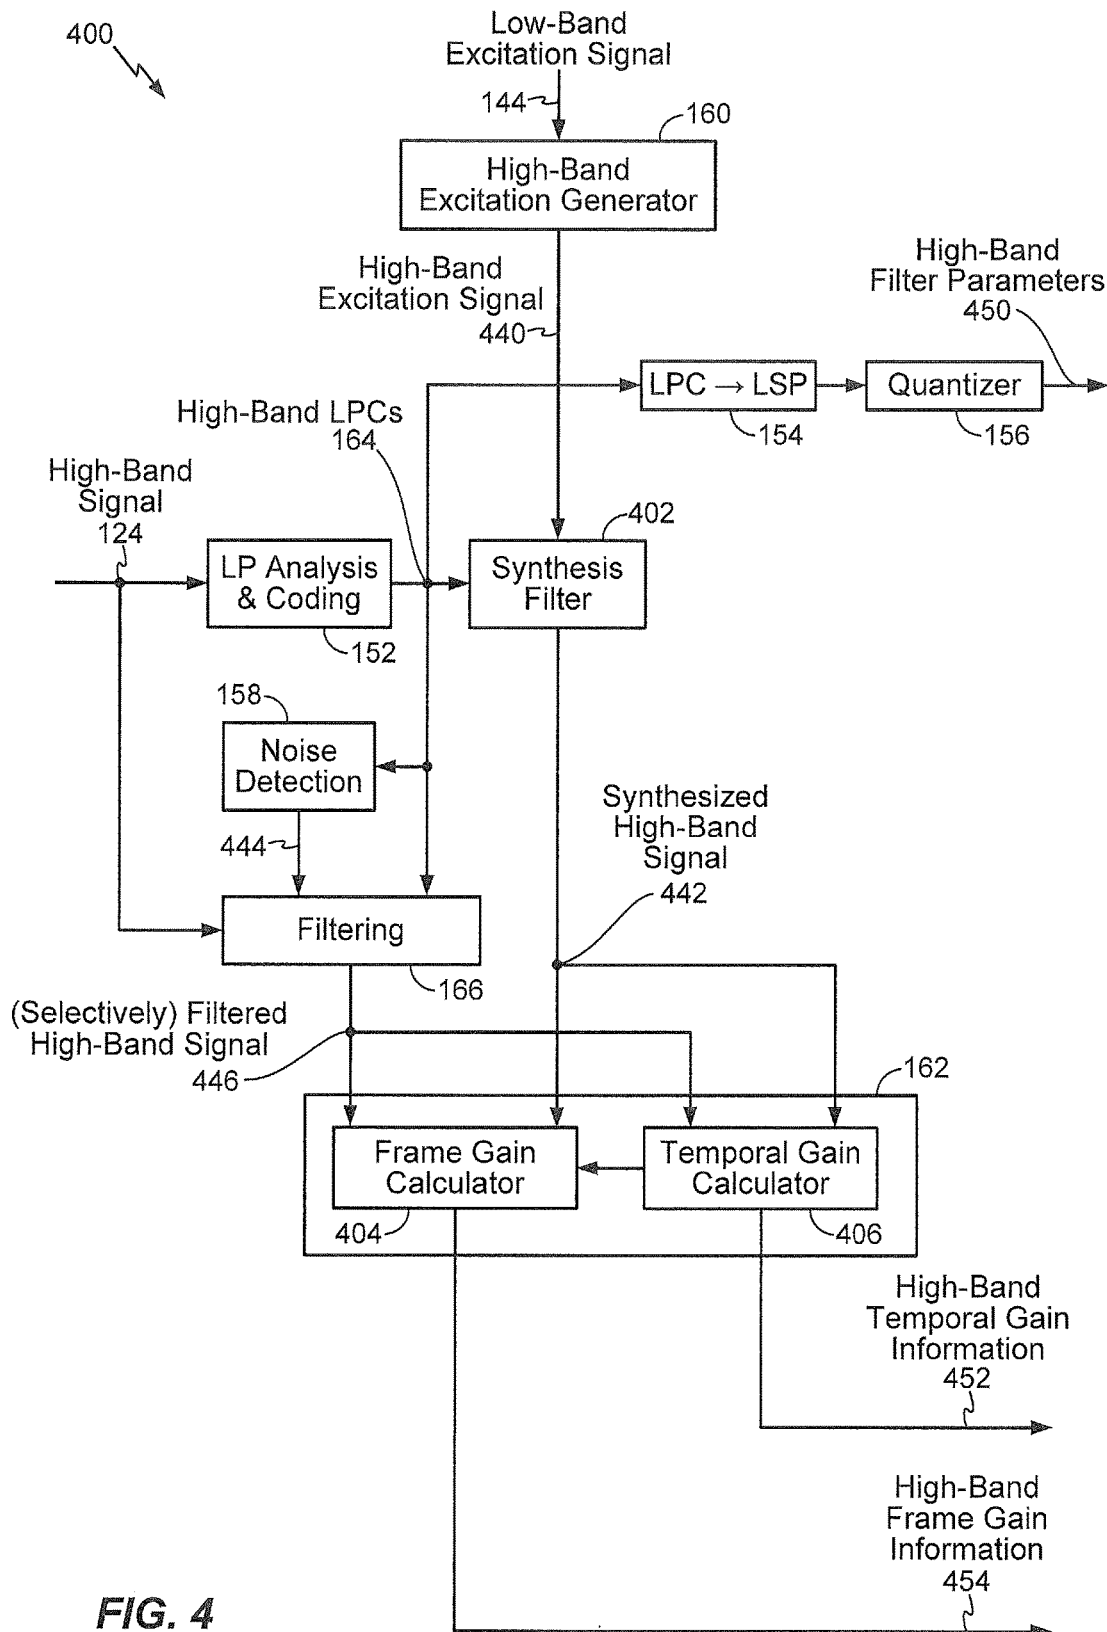 400
Low-Band
Excitation Signal
144
160
High-Band
Excitation Generator
High-Band
Excitation Signal
440
High-Band
Filter Parameters
450
LPC → LSP
154
Quantizer
156
High-Band LPCs
164
High-Band
Signal
124
LP Analysis
& Coding
152
402
Synthesis
Filter
158
Noise
Detection
444
Synthesized
High-Band
Signal
442
Filtering
166
(Selectively) Filtered
High-Band Signal
446
162
Frame Gain
Calculator
404
Temporal Gain
Calculator
406
High-Band
Temporal Gain
Information
452
High-Band
Frame Gain
Information
454
FIG. 4